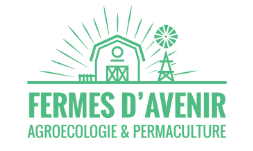 FERMES D'AVENIR
AGROECOLOGIE & PERMACULTURE